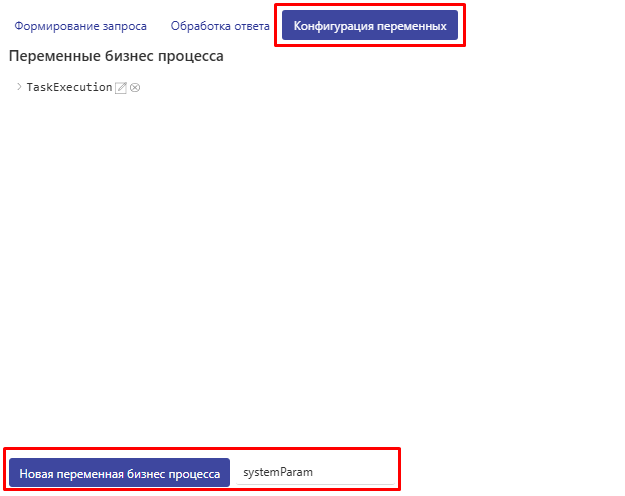 Формирование запроса Обработка ответа Конфигурация переменных
Переменные бизнес процесса
TaskExecution
Новая переменная бизнес процесса systemParam